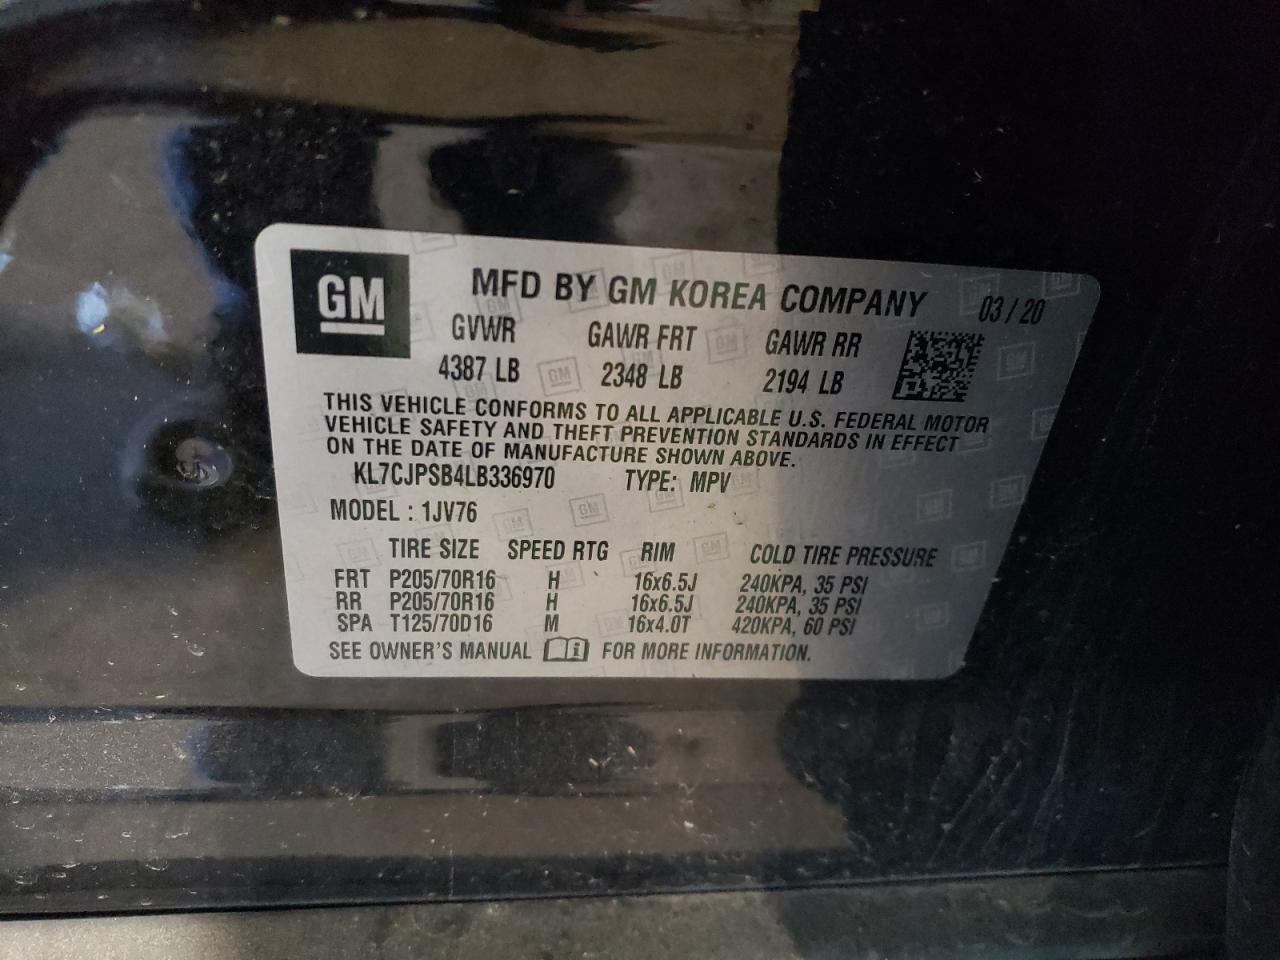 GM
MFD BY GM KOREA COMPANY 03/20
GVWR GAWR FRT GAWR RR
4387 LB 2348 LB 2194 LB
THIS VEHICLE CONFORMS TO ALL APPLICABLE U.S. FEDERAL MOTOR
VEHICLE SAFETY AND THEFT PREVENTION STANDARDS IN EFFECT
ON THE DATE OF MANUFACTURE SHOWN ABOVE.
KL7CJPSB4LB336970 TYPE: MPV
MODEL : 1JV76
TIRE SIZE SPEED RTG RIM COLD TIRE PRESSURE
FRT P205/70R16 H 16x6.5J 240KPA, 35 PSI
RR P205/70R16 H 16x6.5J 240KPA, 35 PSI
SPA T125/70D16 M 16x4.0T 420KPA, 60 PSI
SEE OWNER'S MANUAL i FOR MORE INFORMATION.